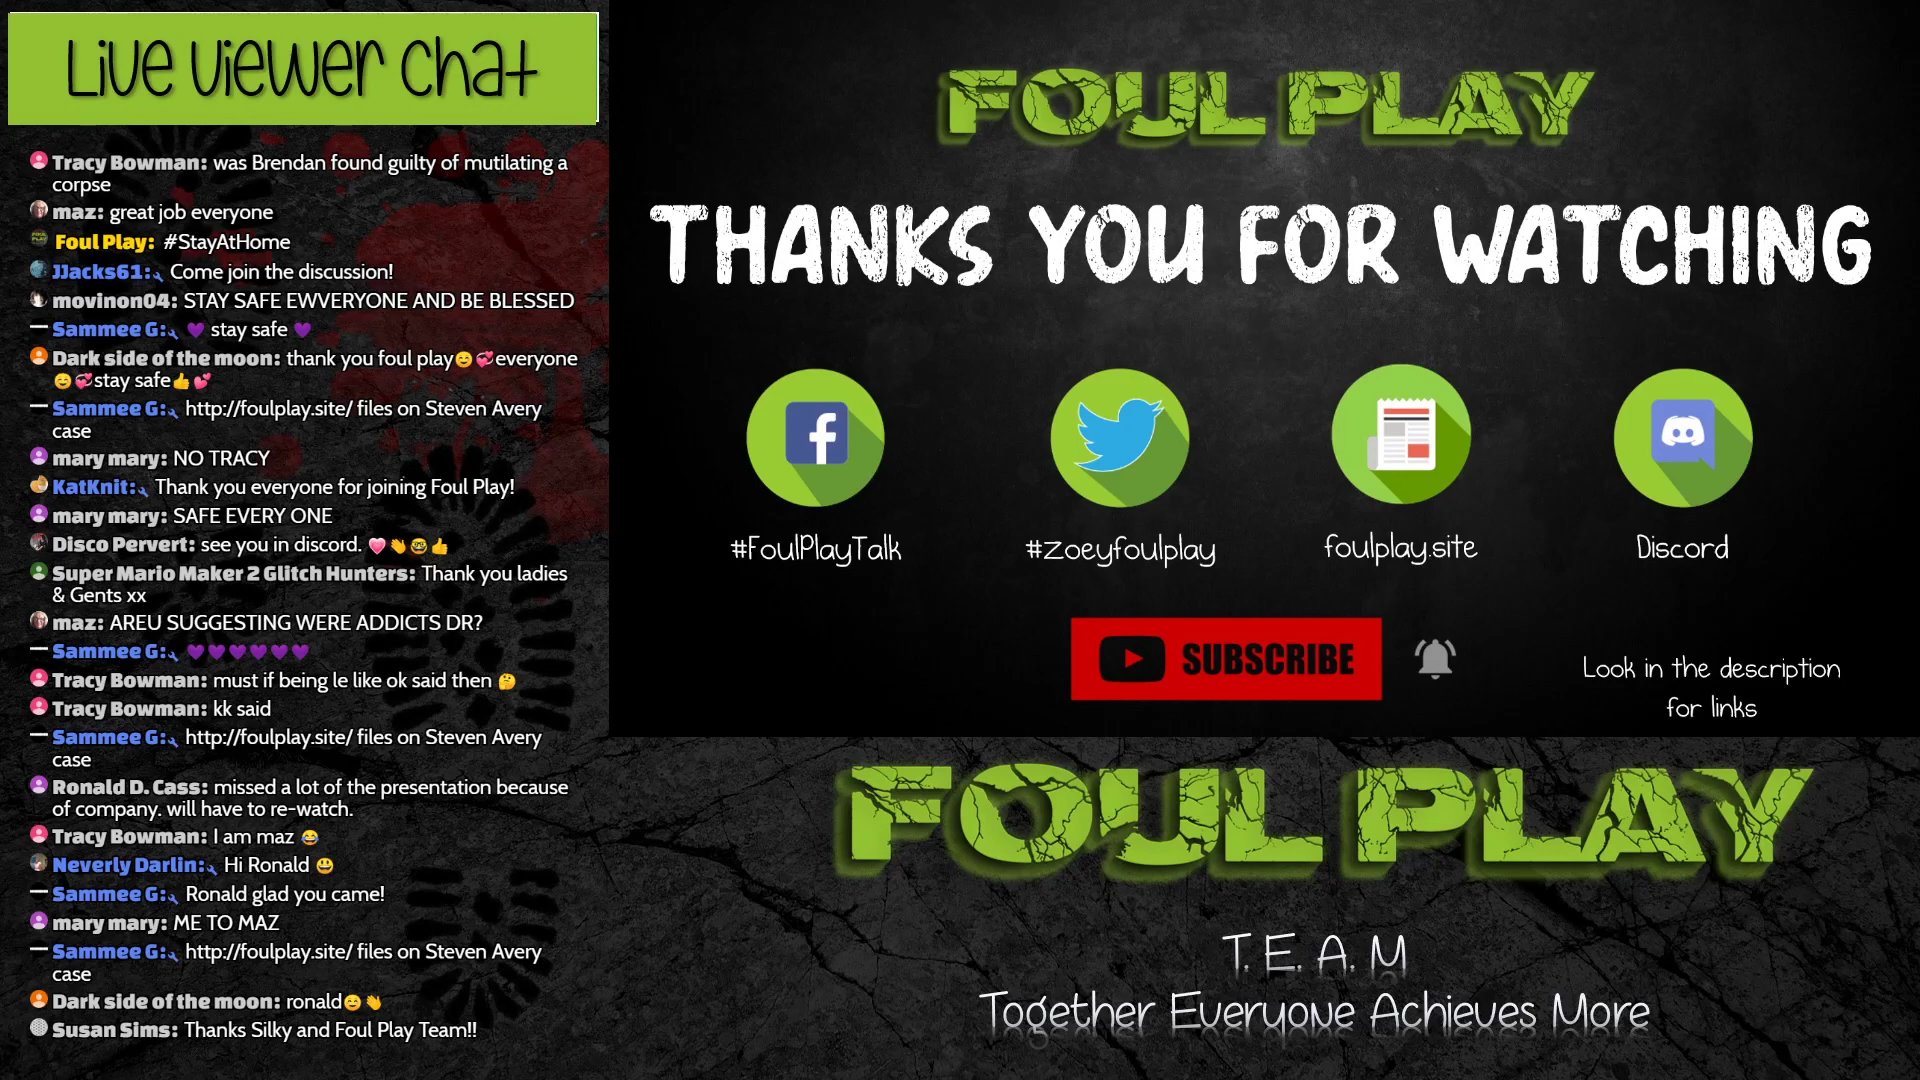 Live viewer chat
Tracy Bowman: was Brendan found guilty of mutilating a
corpse
maz: great job everyone
Foul Play: #StayAtHome
JJacks61: Come join the discussion!
movinon04: STAY SAFE EWVERYONE AND BE BLESSED
Sammee G: 💜 stay safe 💜
Dark side of the moon: thank you foul play☺️💞everyone
☺️💞stay safe👍💕
Sammee G: http://foulplay.site/ files on Steven Avery
case
mary mary: NO TRACY
KatKnit: Thank you everyone for joining Foul Play!
mary mary: SAFE EVERY ONE
Disco Pervert: see you in discord. 💗👏🤓👍
Super Mario Maker 2 Glitch Hunters: Thank you ladies
& Gents xx
maz: AREU SUGGESTING WERE ADDICTS DR?
Sammee G: 💜💜💜💜💜💜
Tracy Bowman: must if being le like ok said then 🤔
Tracy Bowman: kk said
Sammee G: http://foulplay.site/ files on Steven Avery
case
Ronald D. Cass: missed a lot of the presentation because
of company. will have to re-watch.
Tracy Bowman: I am maz 😂
Neverly Darlin: Hi Ronald 😃
Sammee G: Ronald glad you came!
mary mary: ME TO MAZ
Sammee G: http://foulplay.site/ files on Steven Avery
case
Dark side of the moon: ronald☺️👋
Susan Sims: Thanks Silky and Foul Play Team!!
FOUL PLAY
THANKS YOU FOR WATCHING
#FoulPlayTalk
#Zoeyfoulplay
foulplay.site
Discord
SUBSCRIBE
Look in the description
for links
FOUL PLAY
T. E. A. M
Together Everyone Achieves More